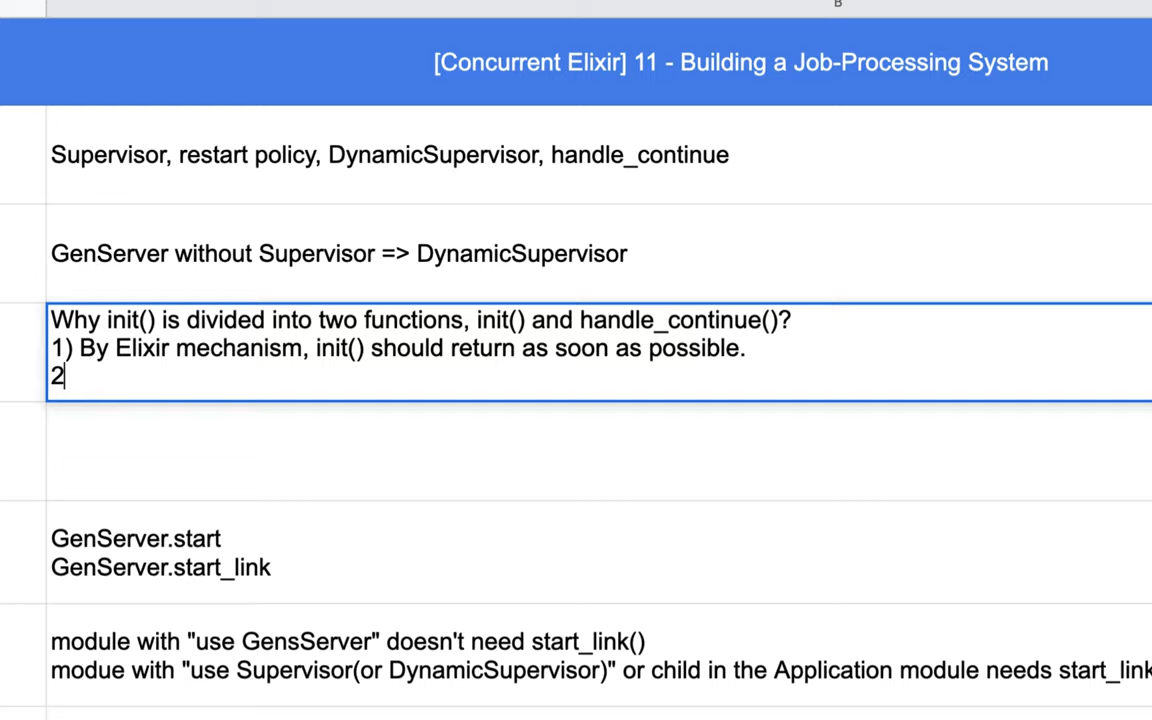 B
[Concurrent Elixir] 11 - Building a Job-Processing System
Supervisor, restart policy, DynamicSupervisor, handle_continue
GenServer without Supervisor => DynamicSupervisor
Why init() is divided into two functions, init() and handle_continue()?
1) By Elixir mechanism, init() should return as soon as possible.
2
GenServer.start
GenServer.start_link
module with "use GensServer" doesn't need start_link()
modue with "use Supervisor(or DynamicSupervisor)" or child in the Application module needs start_link